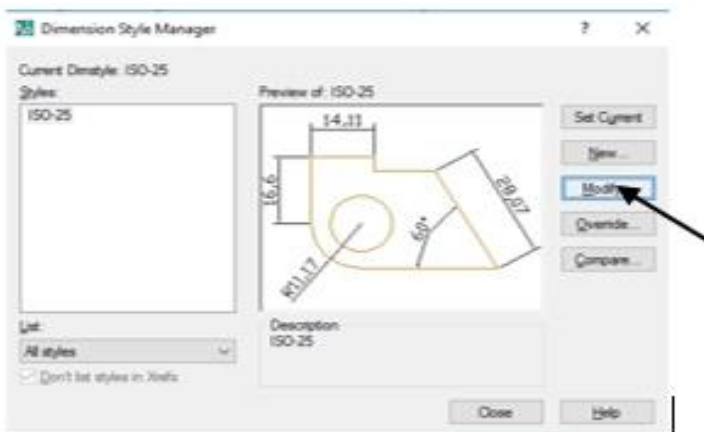 Dimension Style Manager
Current Dimstyle: ISO-25
Styles:
ISO-25
Preview of: ISO-25
14,11
16,6
28,07
60°
R11,17
Set Current
New...
Modify...
Override...
Compare...
List:
All styles
Don't list styles in Xrefs
Description:
ISO-25
Close
Help